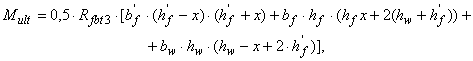 M_ult = 0,5 · R_fbt3 · [b'_f · (h'_f − x) · (h'_f + x) + b_f · h_f · (h_f x + 2(h_w + h'_f)) +
+ b_w · h_w · (h_w − x + 2 · h'_f)],